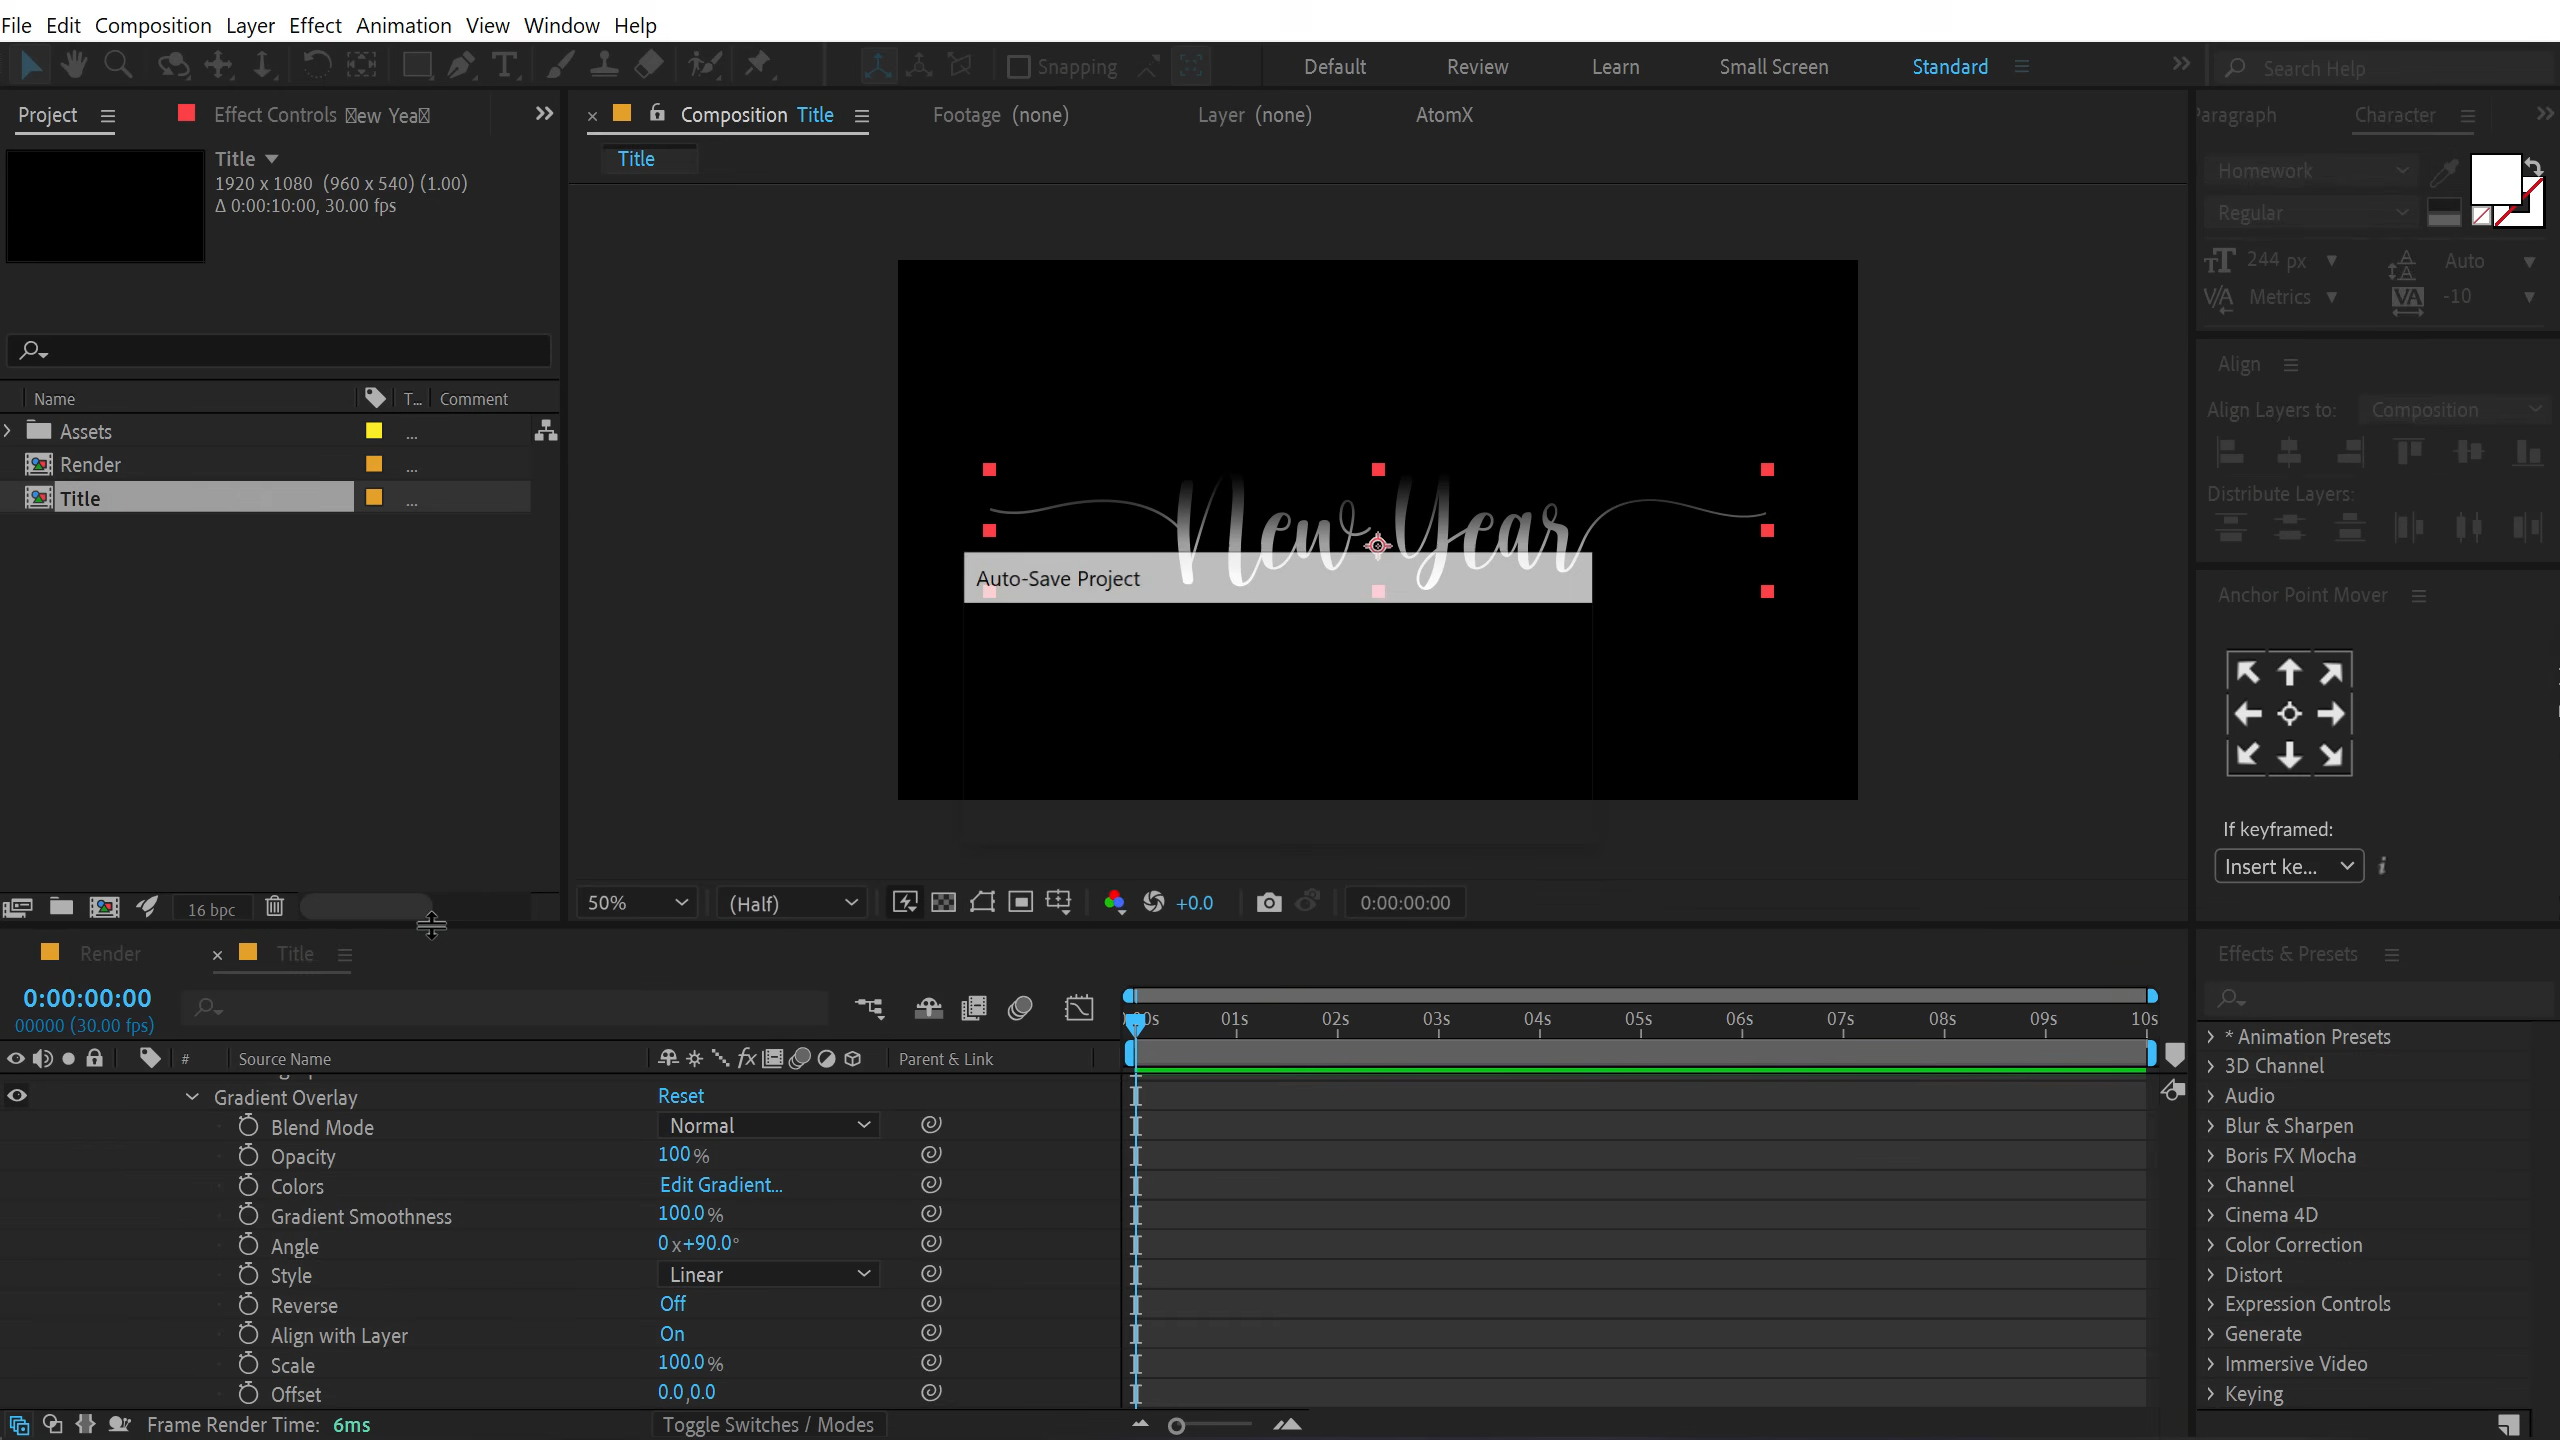 File Edit Composition Layer Effect Animation View Window Help
Snapping
Default Review Learn Small Screen Standard
Search Help
Project Effect Controls ew Yea
Composition Title
Footage (none)
Layer (none)
AtomX
Paragraph Character
Title
1920 x 1080 (960 x 540) (1.00)
Δ 0:00:10:00, 30.00 fps
Title
Homework
Regular
244 px Auto
Metrics -10
Name T... Comment
Assets ...
Render ...
Title ...
Align
Align Layers to: Composition
Distribute Layers:
New Year
Auto-Save Project
Anchor Point Mover
If keyframed:
Insert ke...
16 bpc
50% (Half) +0.0 0:00:00:00
Render Title
Effects & Presets
0:00:00:00
00000 (30.00 fps)
01s 02s 03s 04s 05s 06s 07s 08s 09s 10s
# Source Name Parent & Link
Gradient Overlay Reset
Blend Mode Normal
Opacity 100 %
Colors Edit Gradient...
Gradient Smoothness 100.0 %
Angle 0 x+90.0°
Style Linear
Reverse Off
Align with Layer On
Scale 100.0 %
Offset 0.0,0.0
* Animation Presets
3D Channel
Audio
Blur & Sharpen
Boris FX Mocha
Channel
Cinema 4D
Color Correction
Distort
Expression Controls
Generate
Immersive Video
Keying
Frame Render Time: 6ms
Toggle Switches / Modes